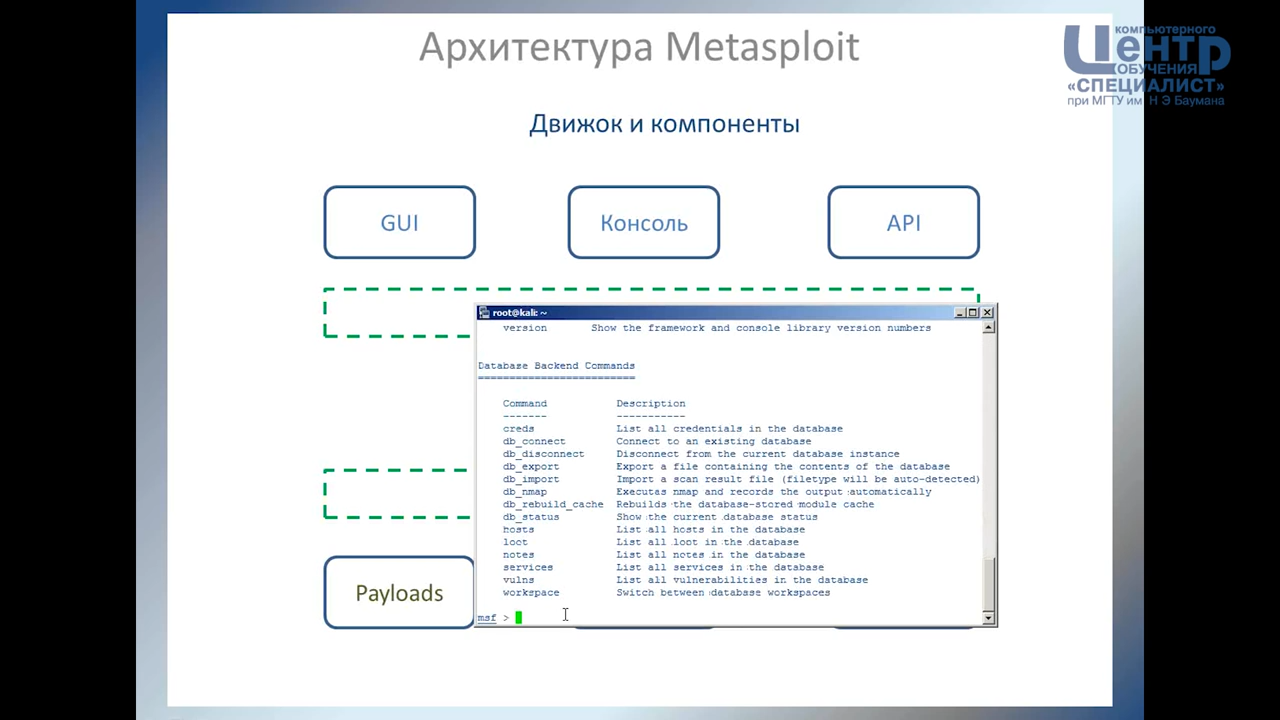 Архитектура Metasploit
компьютерного
Центр
ОБУЧЕНИЯ
«СПЕЦИАЛИСТ»
при МГТУ им Н Э Баумана
Движок и компоненты
GUI
Консоль
API
root@kali: ~
version Show the framework and console library version numbers
Database Backend Commands
=========================
Command Description
------- -----------
creds List all credentials in the database
db_connect Connect to an existing database
db_disconnect Disconnect from the current database instance
db_export Export a file containing the contents of the database
db_import Import a scan result file (filetype will be auto-detected)
db_nmap Executes nmap and records the output automatically
db_rebuild_cache Rebuilds the database-stored module cache
db_status Show the current database status
hosts List all hosts in the database
loot List all loot in the database
notes List all notes in the database
services List all services in the database
vulns List all vulnerabilities in the database
workspace Switch between database workspaces
msf >
Payloads